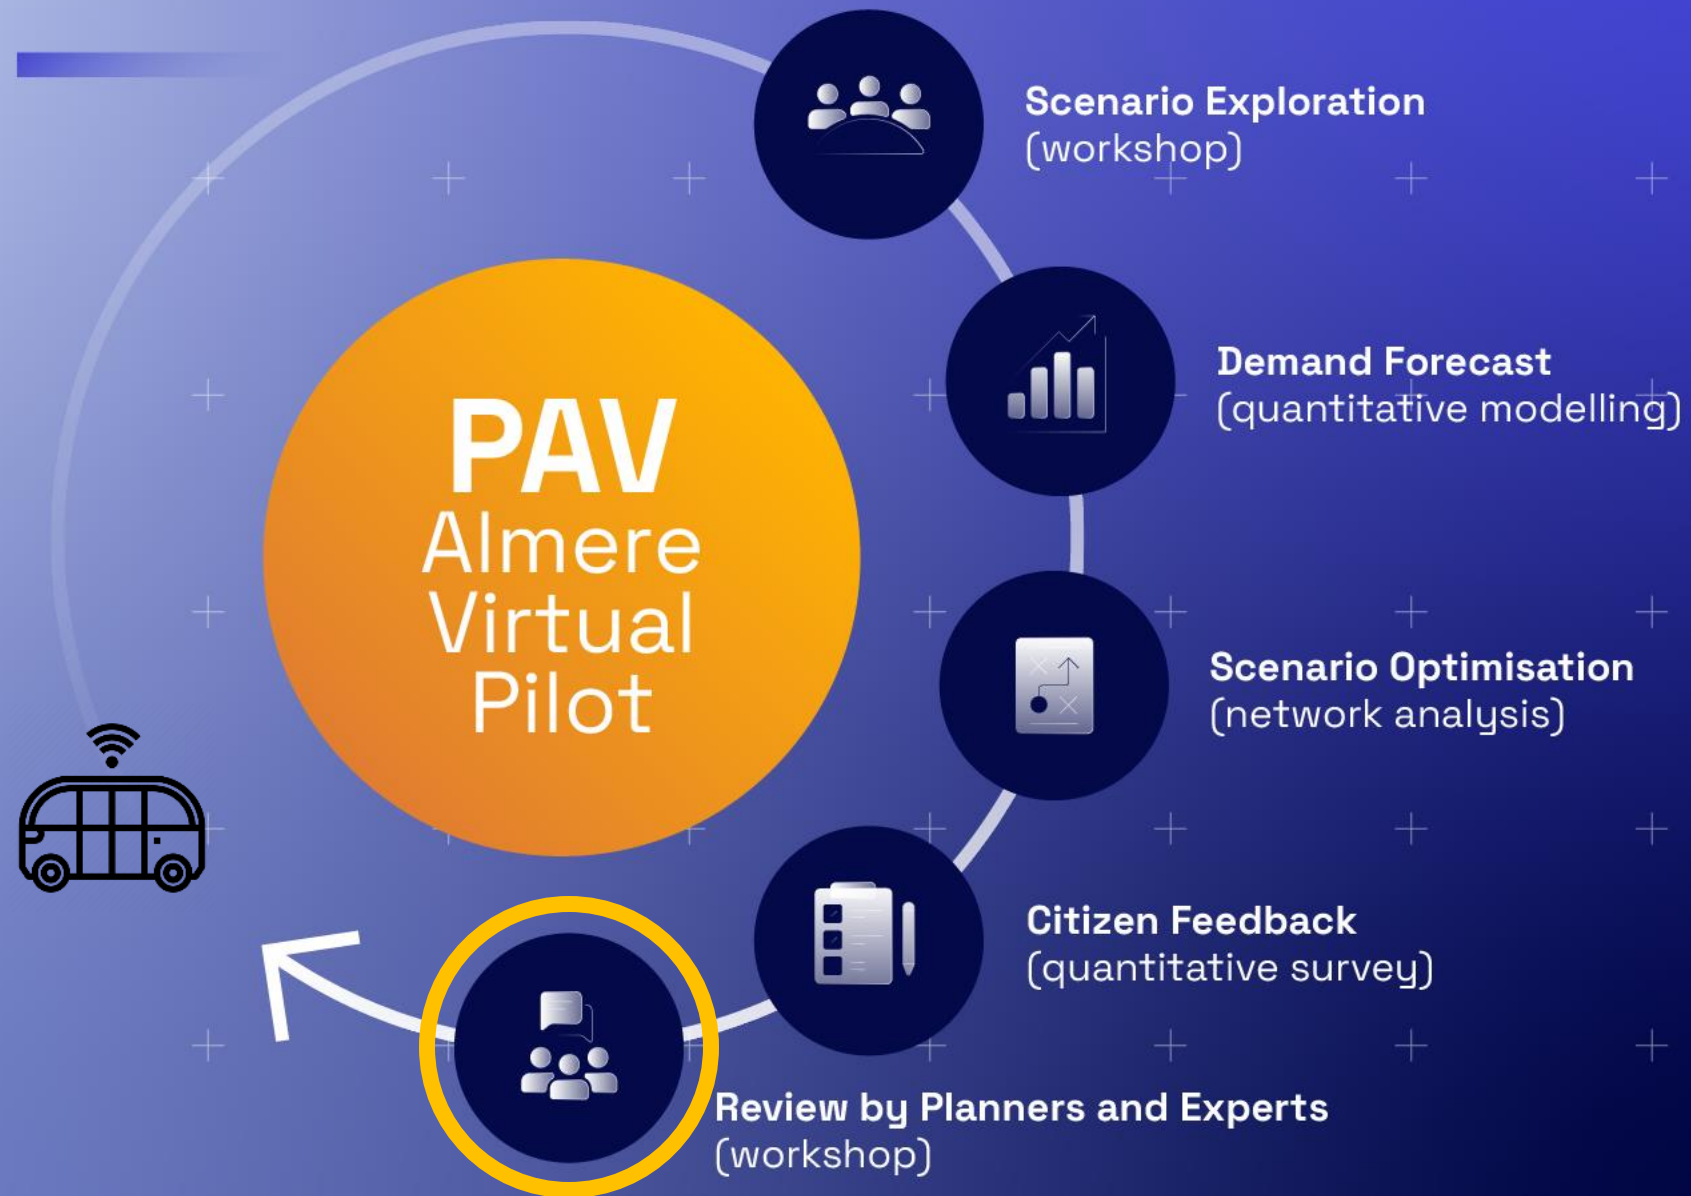 PAV
Almere
Virtual
Pilot
Scenario Exploration
(workshop)
Demand Forecast
(quantitative modelling)
Scenario Optimisation
(network analysis)
Citizen Feedback
(quantitative survey)
Review by Planners and Experts
(workshop)